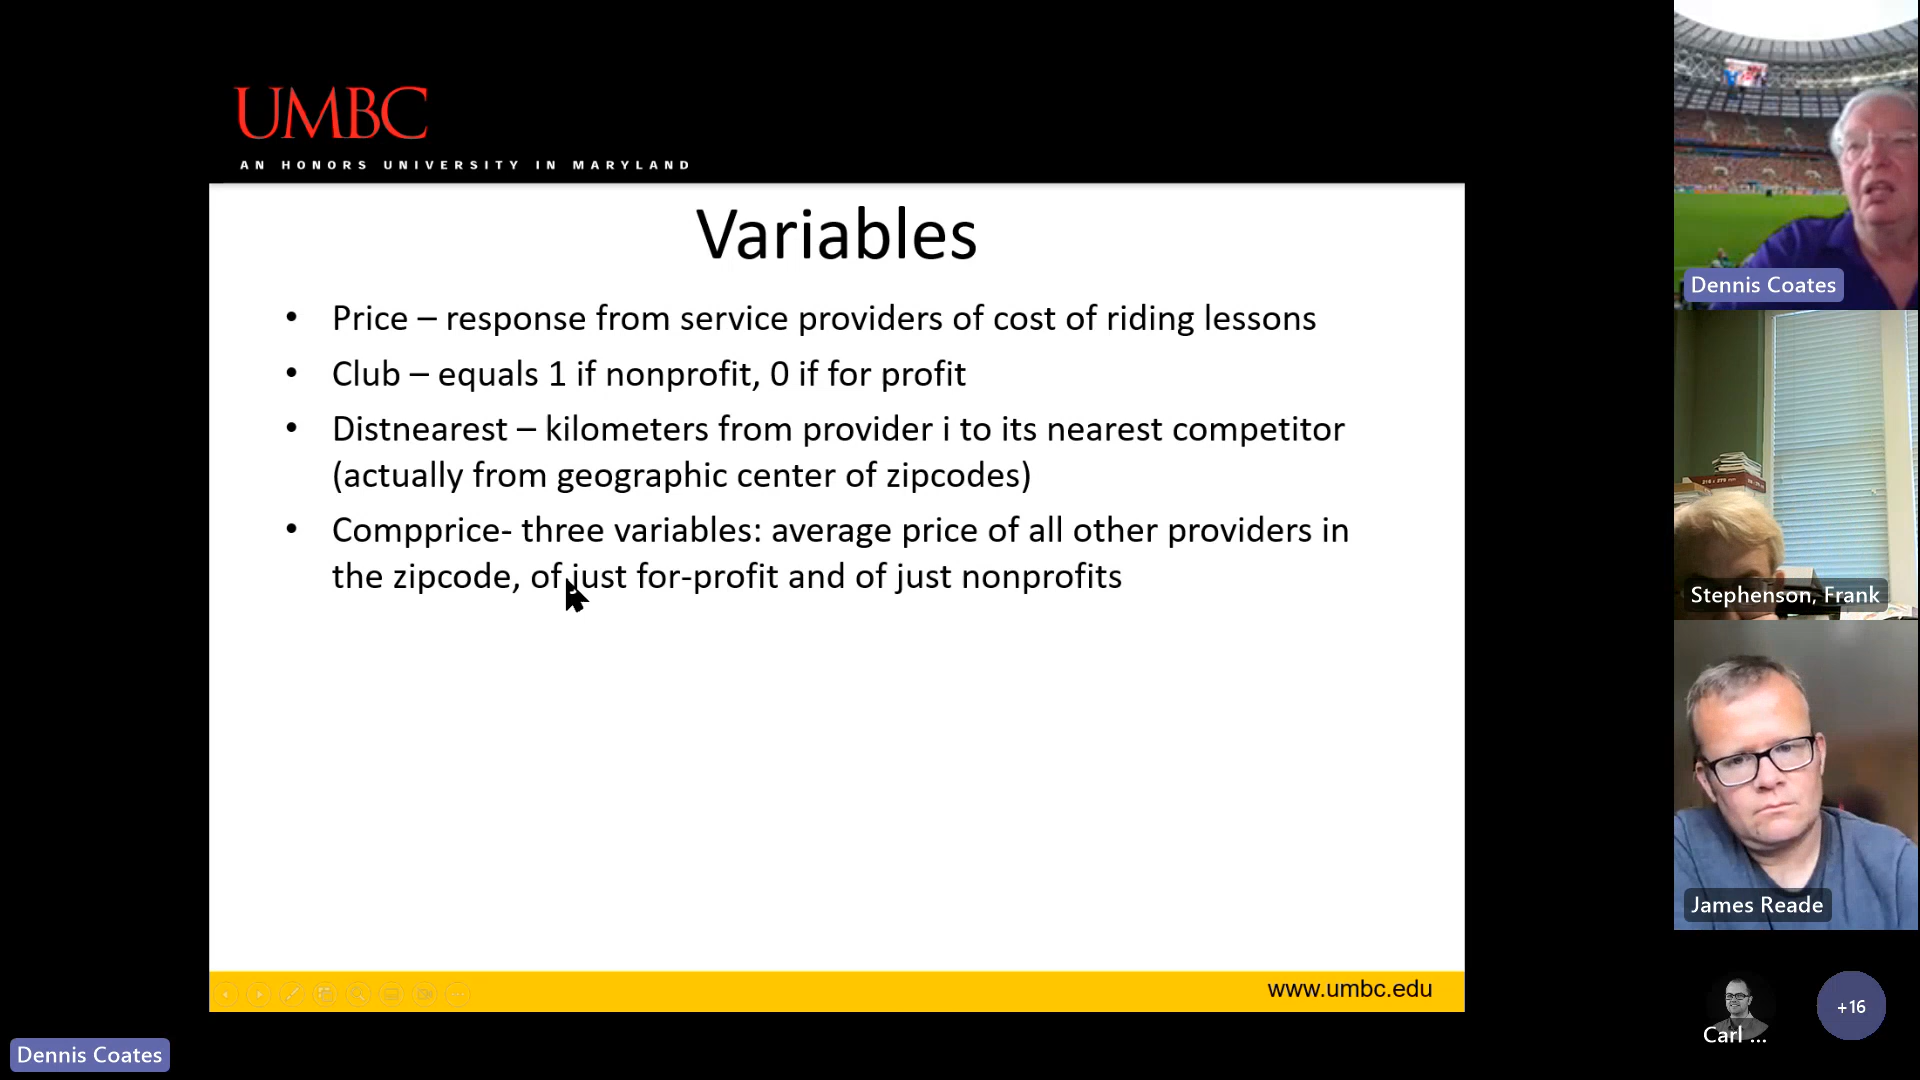 UMBC
AN HONORS UNIVERSITY IN MARYLAND
Variables
• Price – response from service providers of cost of riding lessons
• Club – equals 1 if nonprofit, 0 if for profit
• Distnearest – kilometers from provider i to its nearest competitor
(actually from geographic center of zipcodes)
• Compprice- three variables: average price of all other providers in
the zipcode, of just for-profit and of just nonprofits
www.umbc.edu
Dennis Coates
Dennis Coates
Stephenson, Frank
James Reade
Carl ...
+16